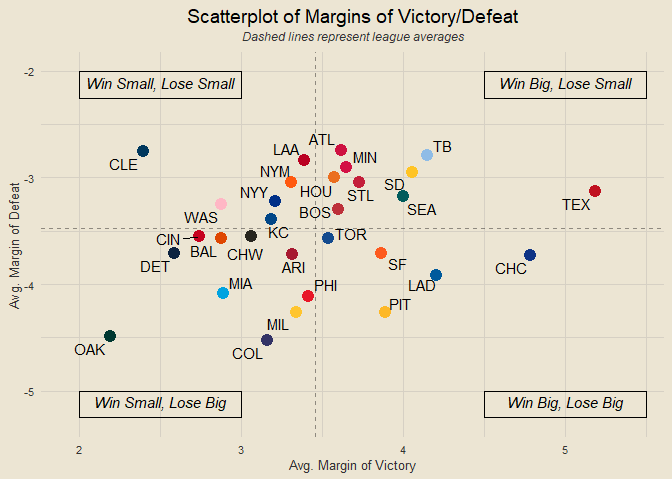 Scatterplot of Margins of Victory/Defeat
Dashed lines represent league averages
-2
Win Small, Lose Small
Win Big, Lose Small
ATL
TB
LAA
MIN
CLE
-3
NYM
HOU
STL
SD
NYY
TEX
BOS
SEA
WAS
KC
TOR
CIN
BAL
CHW
DET
ARI
SF
CHC
MIA
PHI
LAD
-4
MIL
PIT
OAK
COL
-5
Win Small, Lose Big
Win Big, Lose Big
2
3
4
5
Avg. Margin of Victory
Avg. Margin of Defeat